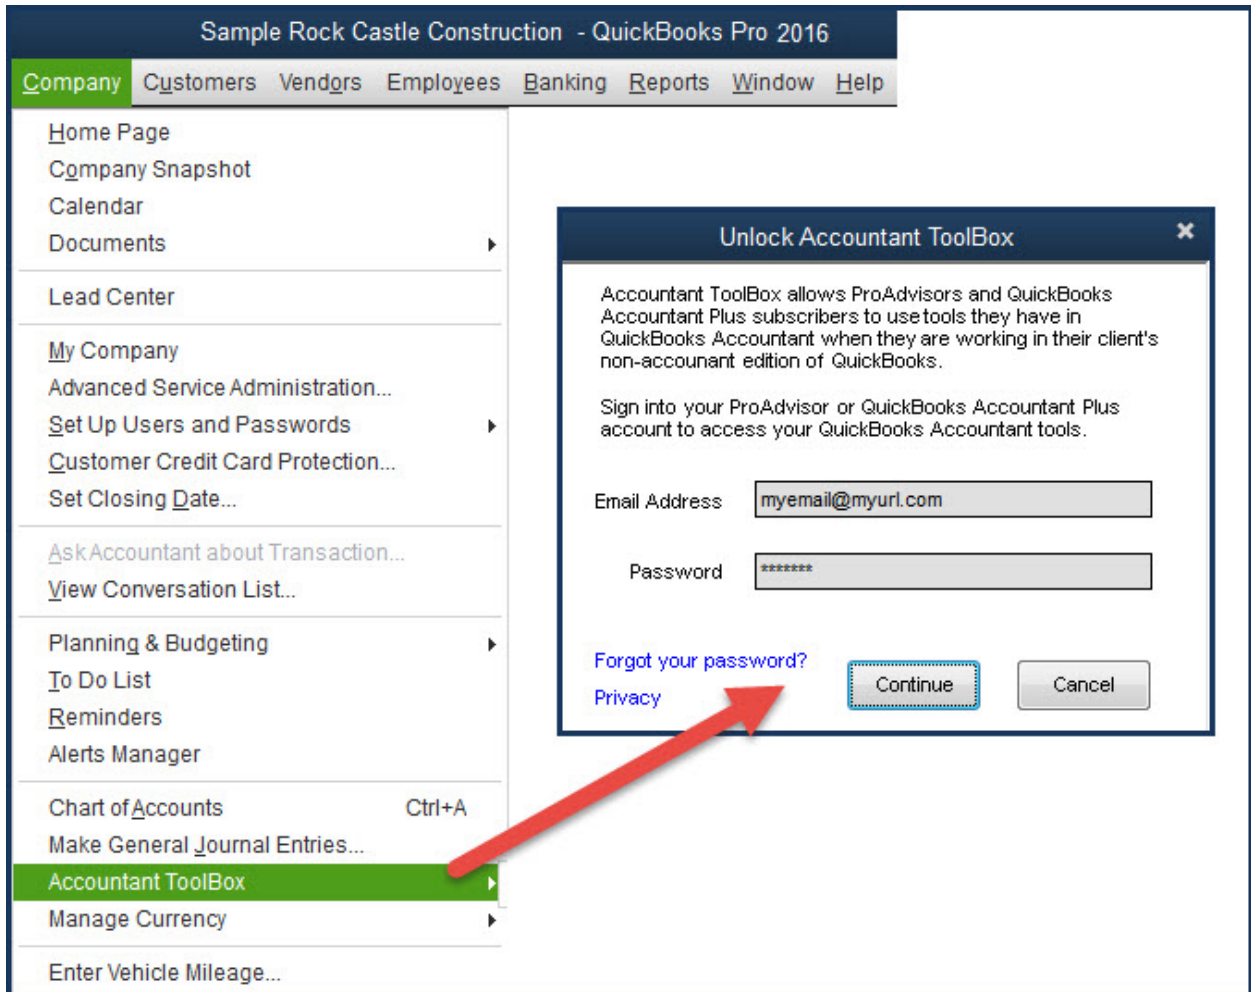 Sample Rock Castle Construction - QuickBooks Pro 2016
Company Customers Vendors Employees Banking Reports Window Help
Home Page
Company Snapshot
Calendar
Documents
Lead Center
My Company
Advanced Service Administration...
Set Up Users and Passwords
Customer Credit Card Protection...
Set Closing Date...
Ask Accountant about Transaction...
View Conversation List...
Planning & Budgeting
To Do List
Reminders
Alerts Manager
Chart of Accounts Ctrl+A
Make General Journal Entries...
Accountant ToolBox
Manage Currency
Enter Vehicle Mileage...
Unlock Accountant ToolBox
Accountant ToolBox allows ProAdvisors and QuickBooks
Accountant Plus subscribers to use tools they have in
QuickBooks Accountant when they are working in their client's
non-accounant edition of QuickBooks.
Sign into your ProAdvisor or QuickBooks Accountant Plus
account to access your QuickBooks Accountant tools.
Email Address myemail@myurl.com
Password *******
Forgot your password?
Privacy
Continue Cancel